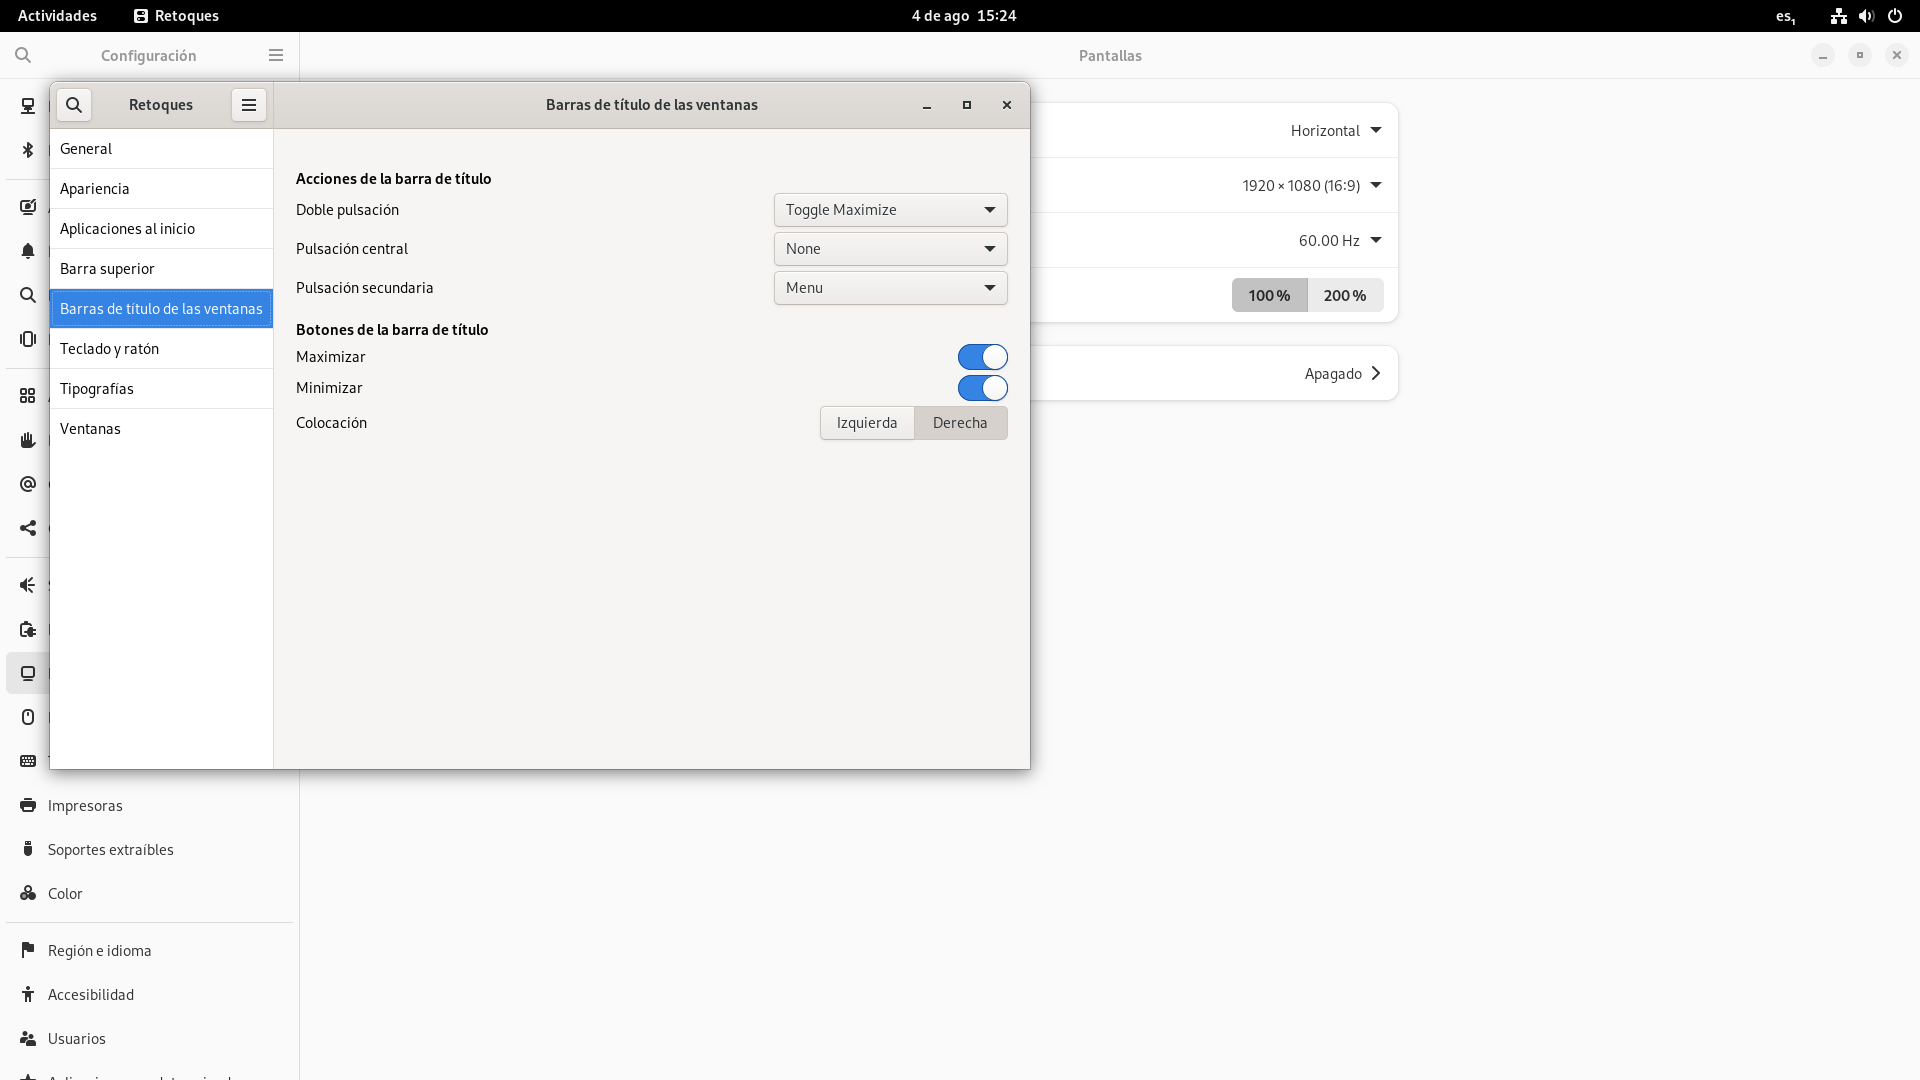 Actividades
Retoques
4 de ago 15:24
es₁
Configuración
Pantallas
Retoques
Barras de título de las ventanas
General
Apariencia
Aplicaciones al inicio
Barra superior
Barras de título de las ventanas
Teclado y ratón
Tipografías
Ventanas
Acciones de la barra de título
Doble pulsación
Toggle Maximize
Pulsación central
None
Pulsación secundaria
Menu
Botones de la barra de título
Maximizar
Minimizar
Colocación
Izquierda
Derecha
Horizontal
1920 × 1080 (16:9)
60.00 Hz
100 %
200 %
Apagado
Impresoras
Soportes extraíbles
Color
Región e idioma
Accesibilidad
Usuarios